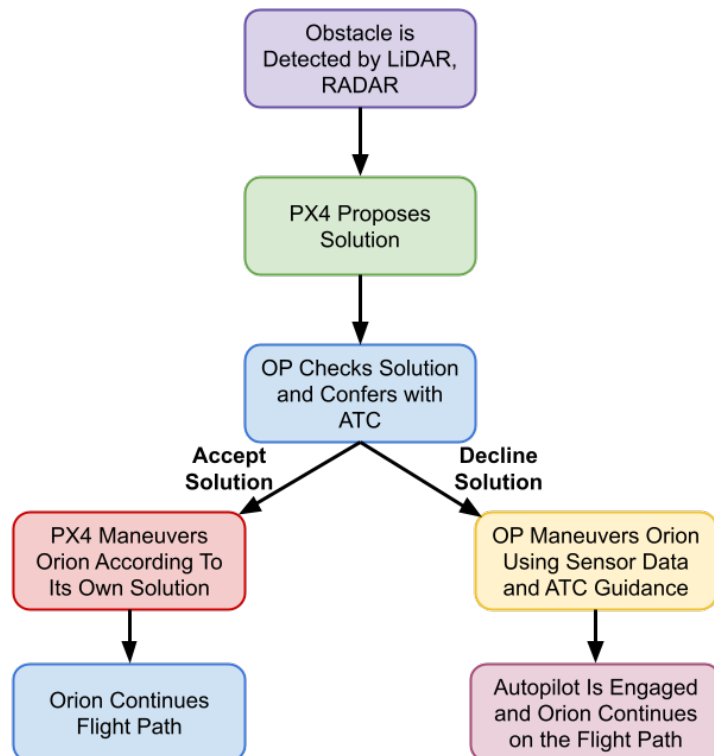 Obstacle is
Detected by LiDAR,
RADAR
PX4 Proposes
Solution
OP Checks Solution
and Confers with
ATC
Accept
Solution
Decline
Solution
PX4 Maneuvers
Orion According To
Its Own Solution
OP Maneuvers Orion
Using Sensor Data
and ATC Guidance
Orion Continues
Flight Path
Autopilot Is Engaged
and Orion Continues
on the Flight Path